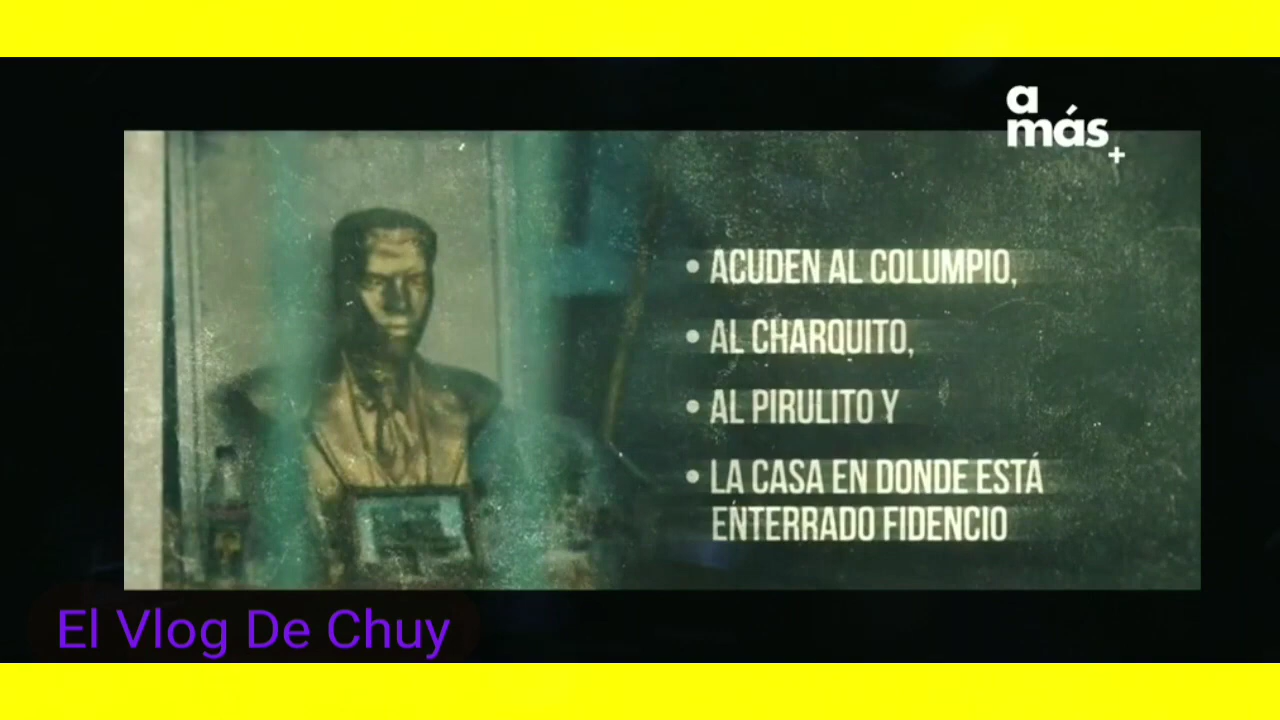 a
más+
• ACUDEN AL COLUMPIO,
• AL CHARQUITO,
• AL PIRULITO Y
• LA CASA EN DONDE ESTÁ
ENTERRADO FIDENCIO
El Vlog De Chuy